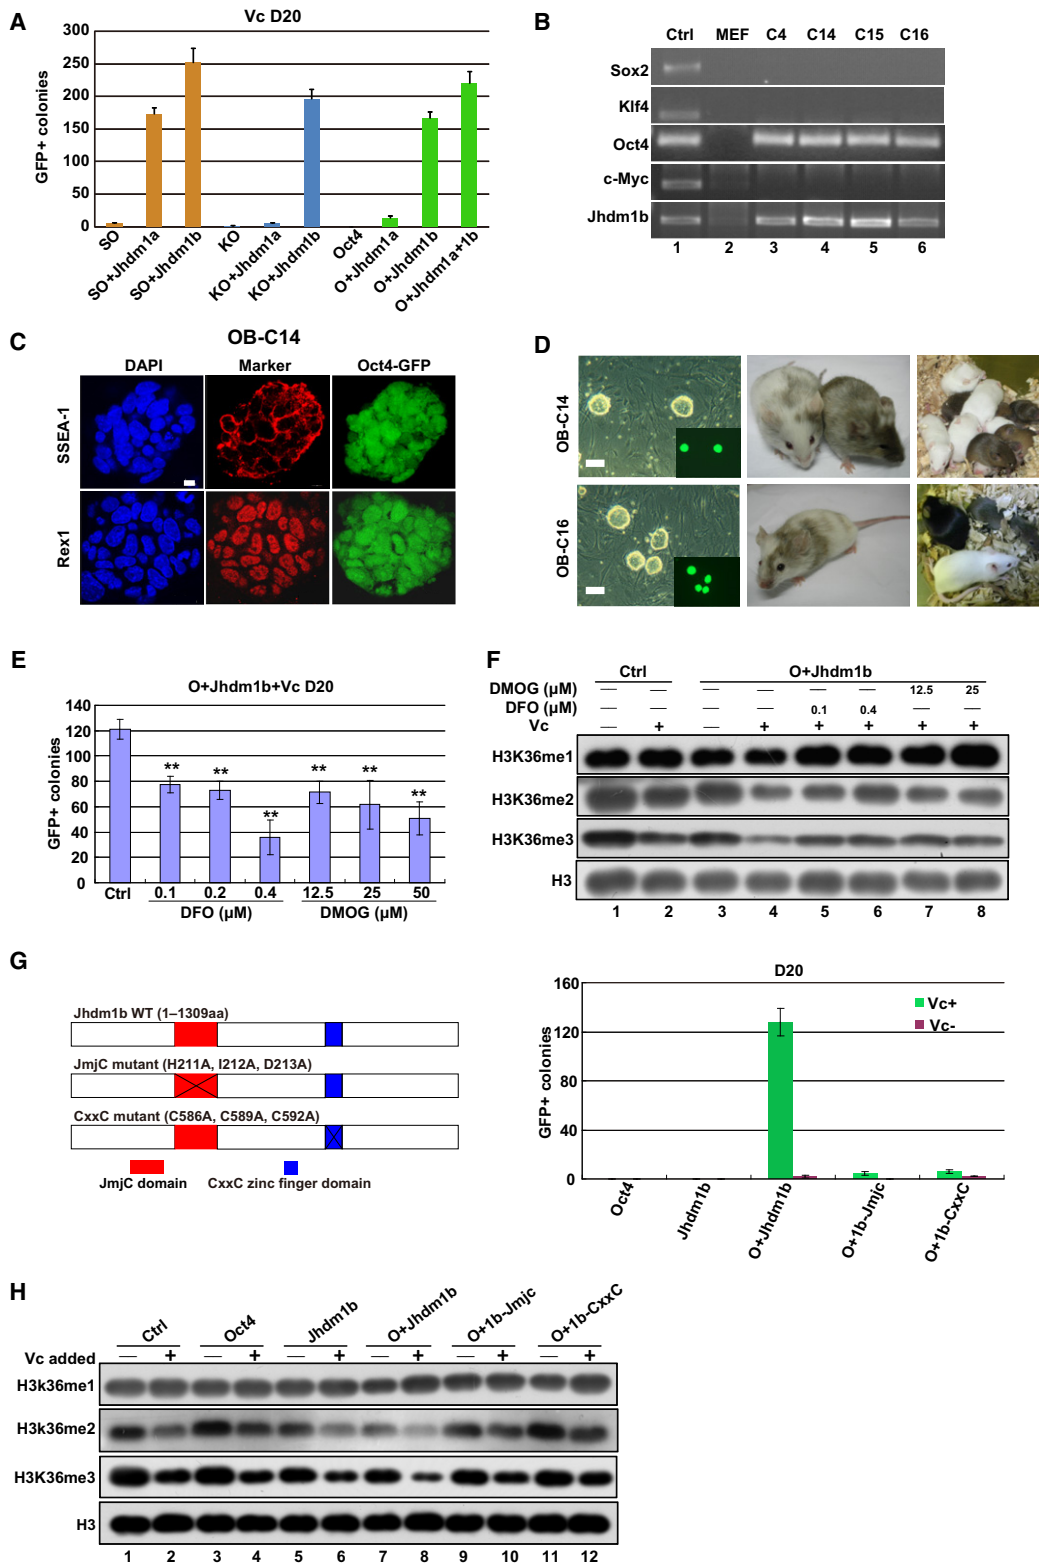 A
Vc D20
GFP+ colonies
300
250
200
150
100
50
0
SO
SO+Jhdm1a
SO+Jhdm1b
KO
KO+Jhdm1a
KO+Jhdm1b
Oct4
O+Jhdm1a
O+Jhdm1b
O+Jhdm1a+1b
B
Ctrl MEF C4 C14 C15 C16
Sox2
Klf4
Oct4
c-Myc
Jhdm1b
1 2 3 4 5 6
C
OB-C14
DAPI Marker Oct4-GFP
SSEA-1
Rex1
D
OB-C14
OB-C16
E
O+Jhdm1b+Vc D20
GFP+ colonies
140
120
100
80
60
40
20
0
** ** ** ** ** **
Ctrl 0.1 0.2 0.4 12.5 25 50
DFO (µM) DMOG (µM)
F
Ctrl O+Jhdm1b
DMOG (µM) — — — — — — 12.5 25
DFO (µM) — — — — 0.1 0.4 — —
Vc — + — + + + + +
H3K36me1
H3K36me2
H3K36me3
H3
1 2 3 4 5 6 7 8
G
Jhdm1b WT (1–1309aa)
JmjC mutant (H211A, I212A, D213A)
CxxC mutant (C586A, C589A, C592A)
JmjC domain CxxC zinc finger domain
D20
GFP+ colonies
160
120
80
40
0
Vc+
Vc-
Oct4
Jhdm1b
O+Jhdm1b
O+1b-Jmjc
O+1b-CxxC
H
Ctrl Oct4 Jhdm1b O+Jhdm1b O+1b-Jmjc O+1b-CxxC
Vc added — + — + — + — + — + — +
H3k36me1
H3k36me2
H3K36me3
H3
1 2 3 4 5 6 7 8 9 10 11 12